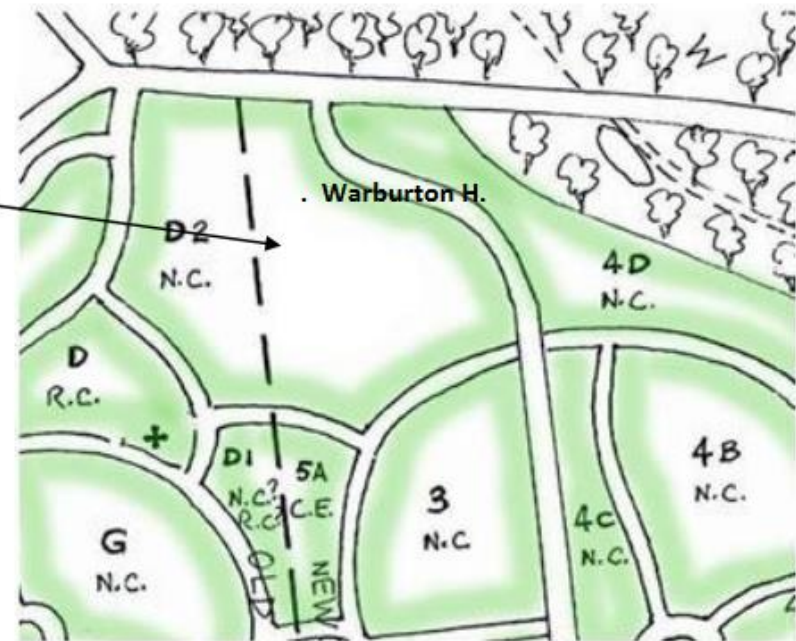 . Warburton H.
D2
N.C.
4D
N.C.
D
R.C.
D1
N.C.?
R.C?
5A
C.E.
3
N.C
4B
N.C.
4C
N.C.
G
N.C.
OLD
NEW